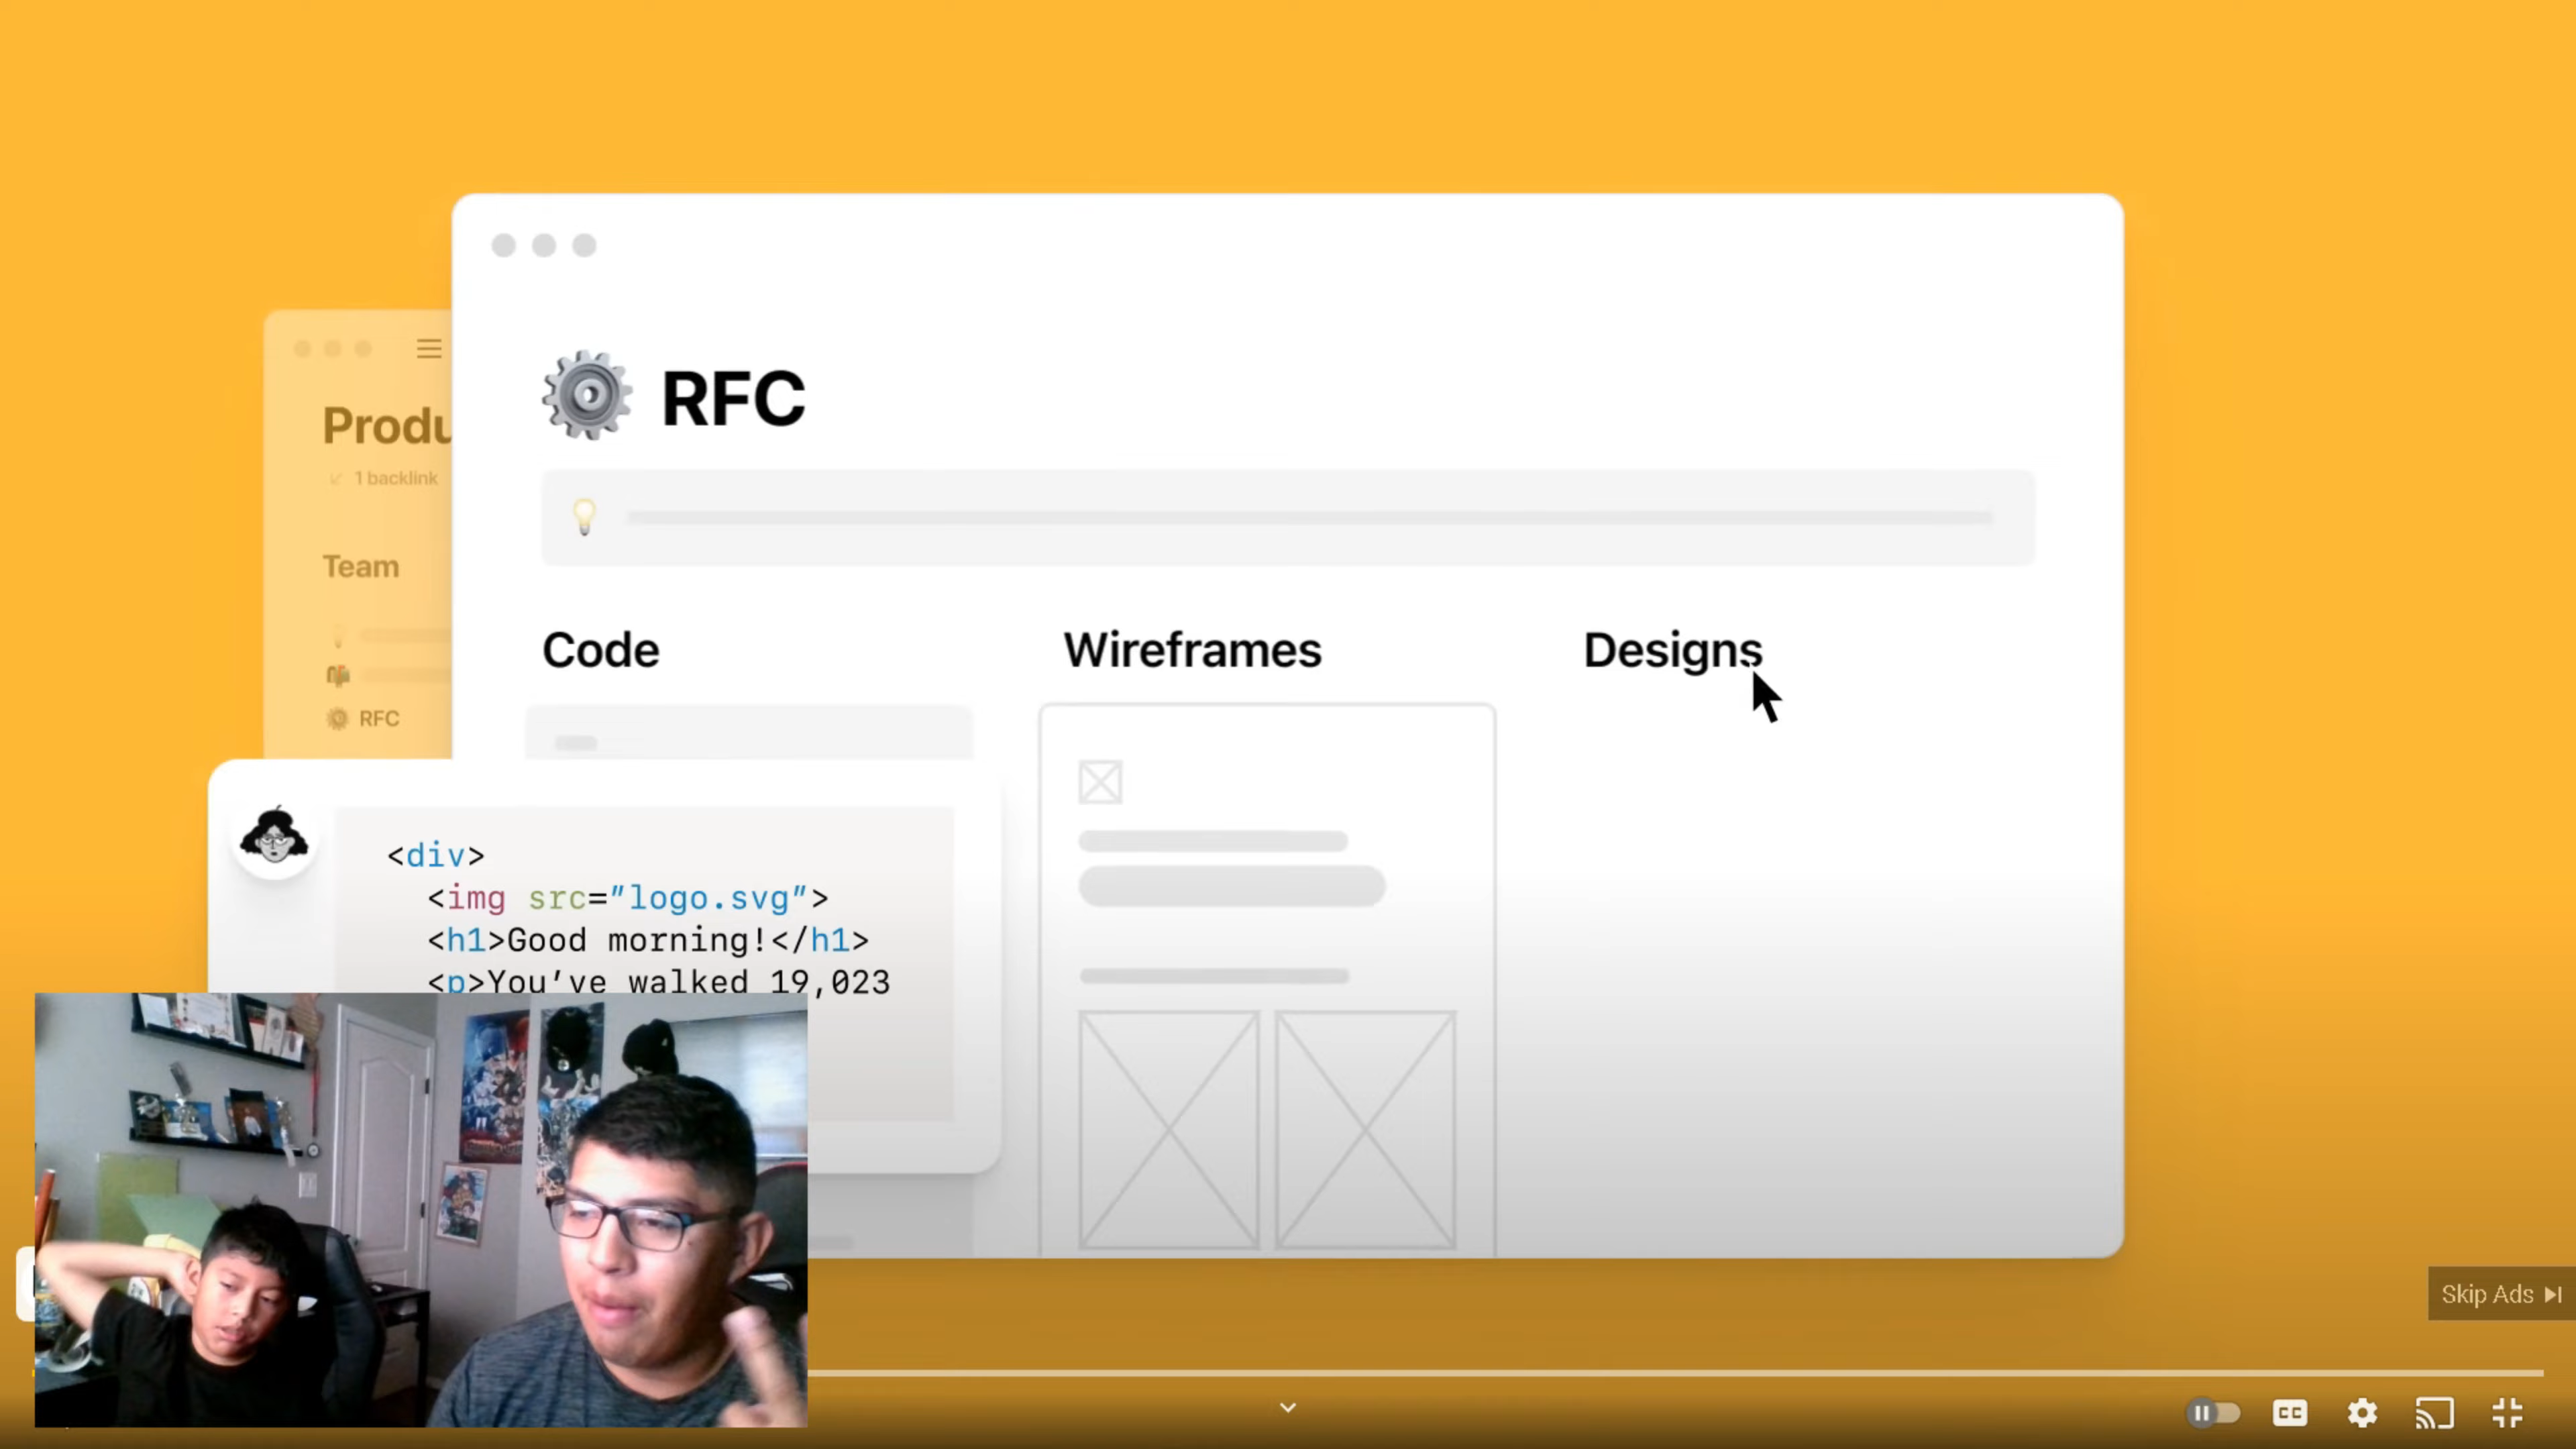 RFC
Produ
1 backlink
Team
RFC
Code
Wireframes
Designs
<div>
<img src="logo.svg">
<h1>Good morning!</h1>
<p>You've walked 19,023
Skip Ads
CC